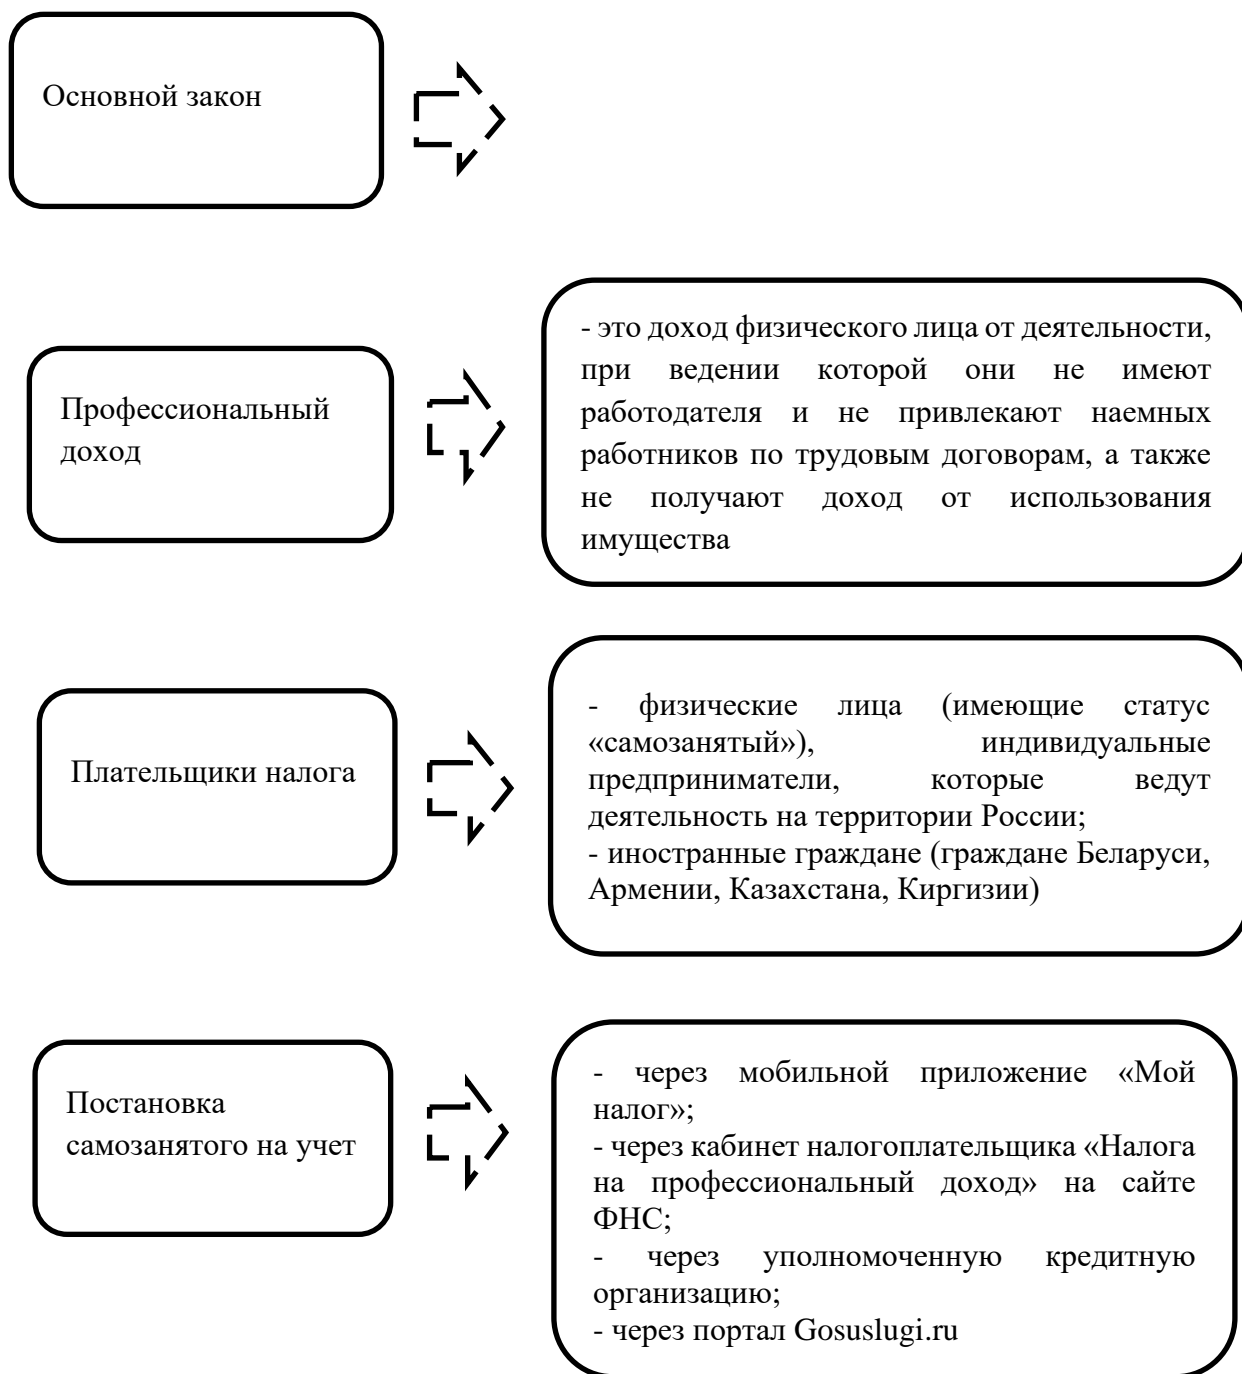 Основной закон
Профессиональный
доход
- это доход физического лица от деятельности,
при ведении которой они не имеют
работодателя и не привлекают наемных
работников по трудовым договорам, а также
не получают доход от использования
имущества
Плательщики налога
- физические лица (имеющие статус
«самозанятый»), индивидуальные
предприниматели, которые ведут
деятельность на территории России;
- иностранные граждане (граждане Беларуси,
Армении, Казахстана, Киргизии)
Постановка
самозанятого на учет
- через мобильной приложение «Мой
налог»;
- через кабинет налогоплательщика «Налога
на профессиональный доход» на сайте
ФНС;
- через уполномоченную кредитную
организацию;
- через портал Gosuslugi.ru